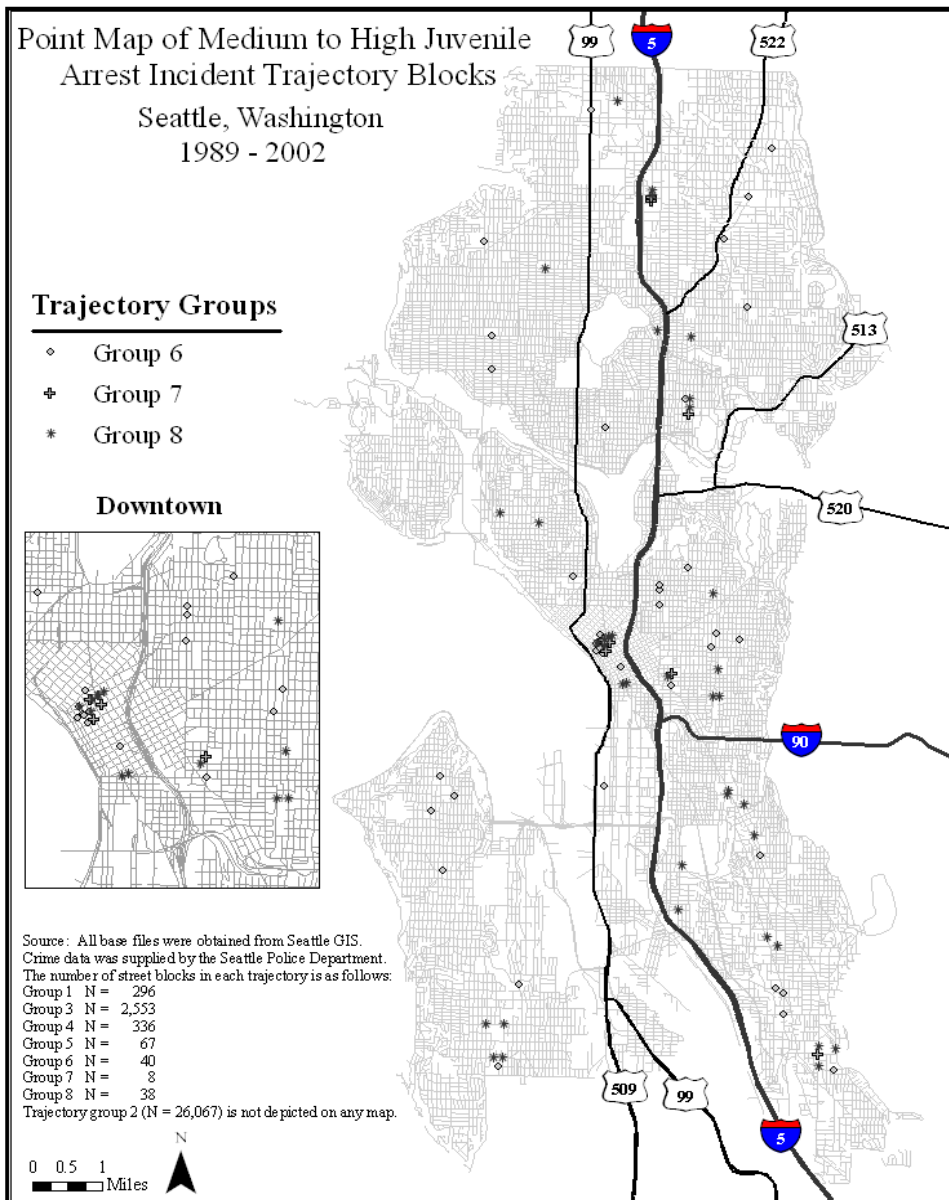 Point Map of Medium to High Juvenile
Arrest Incident Trajectory Blocks
Seattle, Washington
1989 - 2002
99
5
522
513
520
90
509
99
5
Trajectory Groups
Group 6
Group 7
Group 8
Downtown
Source: All base files were obtained from Seattle GIS.
Crime data was supplied by the Seattle Police Department.
The number of street blocks in each trajectory is as follows:
Group 1 N = 296
Group 3 N = 2,553
Group 4 N = 336
Group 5 N = 67
Group 6 N = 40
Group 7 N = 8
Group 8 N = 38
Trajectory group 2 (N = 26,067) is not depicted on any map.
N
0 0.5 1
Miles